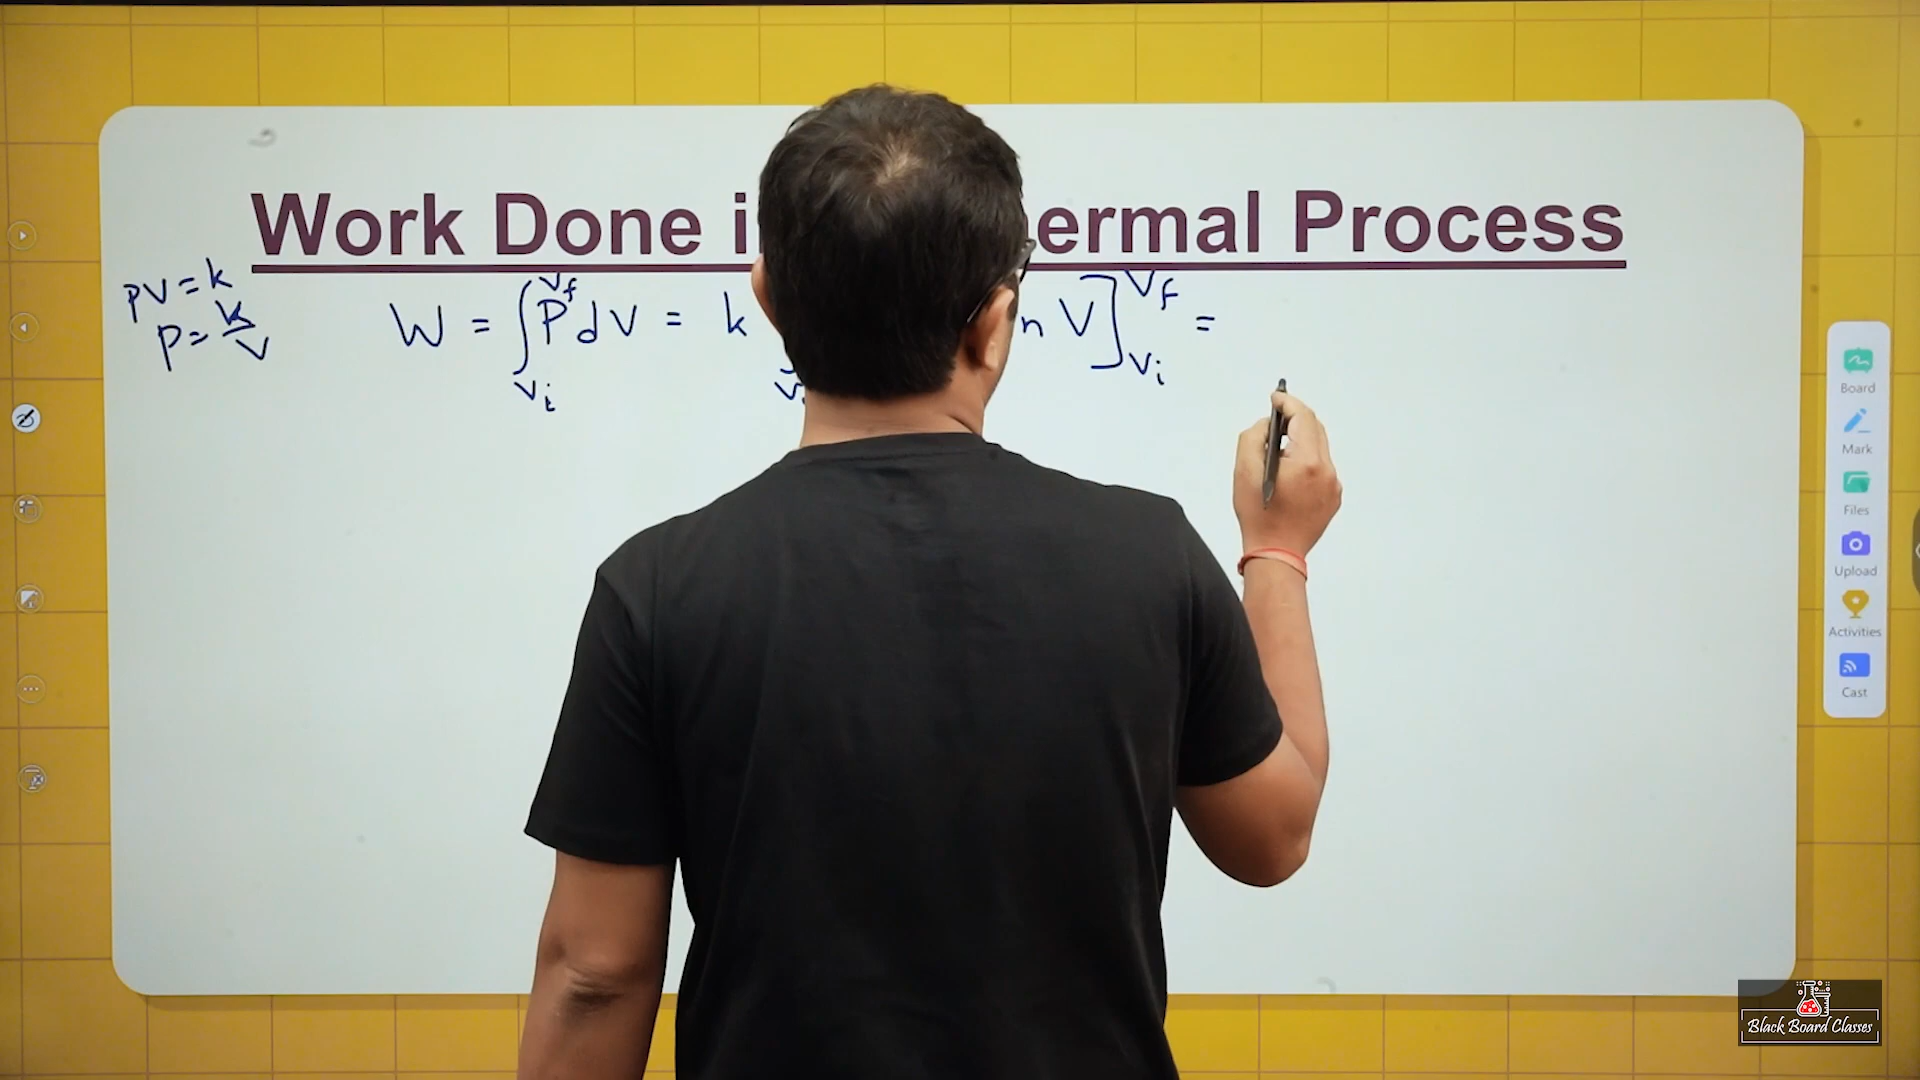 Work Done i ermal Process
PV = k
P = k/V
W = ∫ Vi Vf P dV = k n V ] Vi Vf =
Board
Mark
Files
Upload
Activities
Cast
Black Board Classes